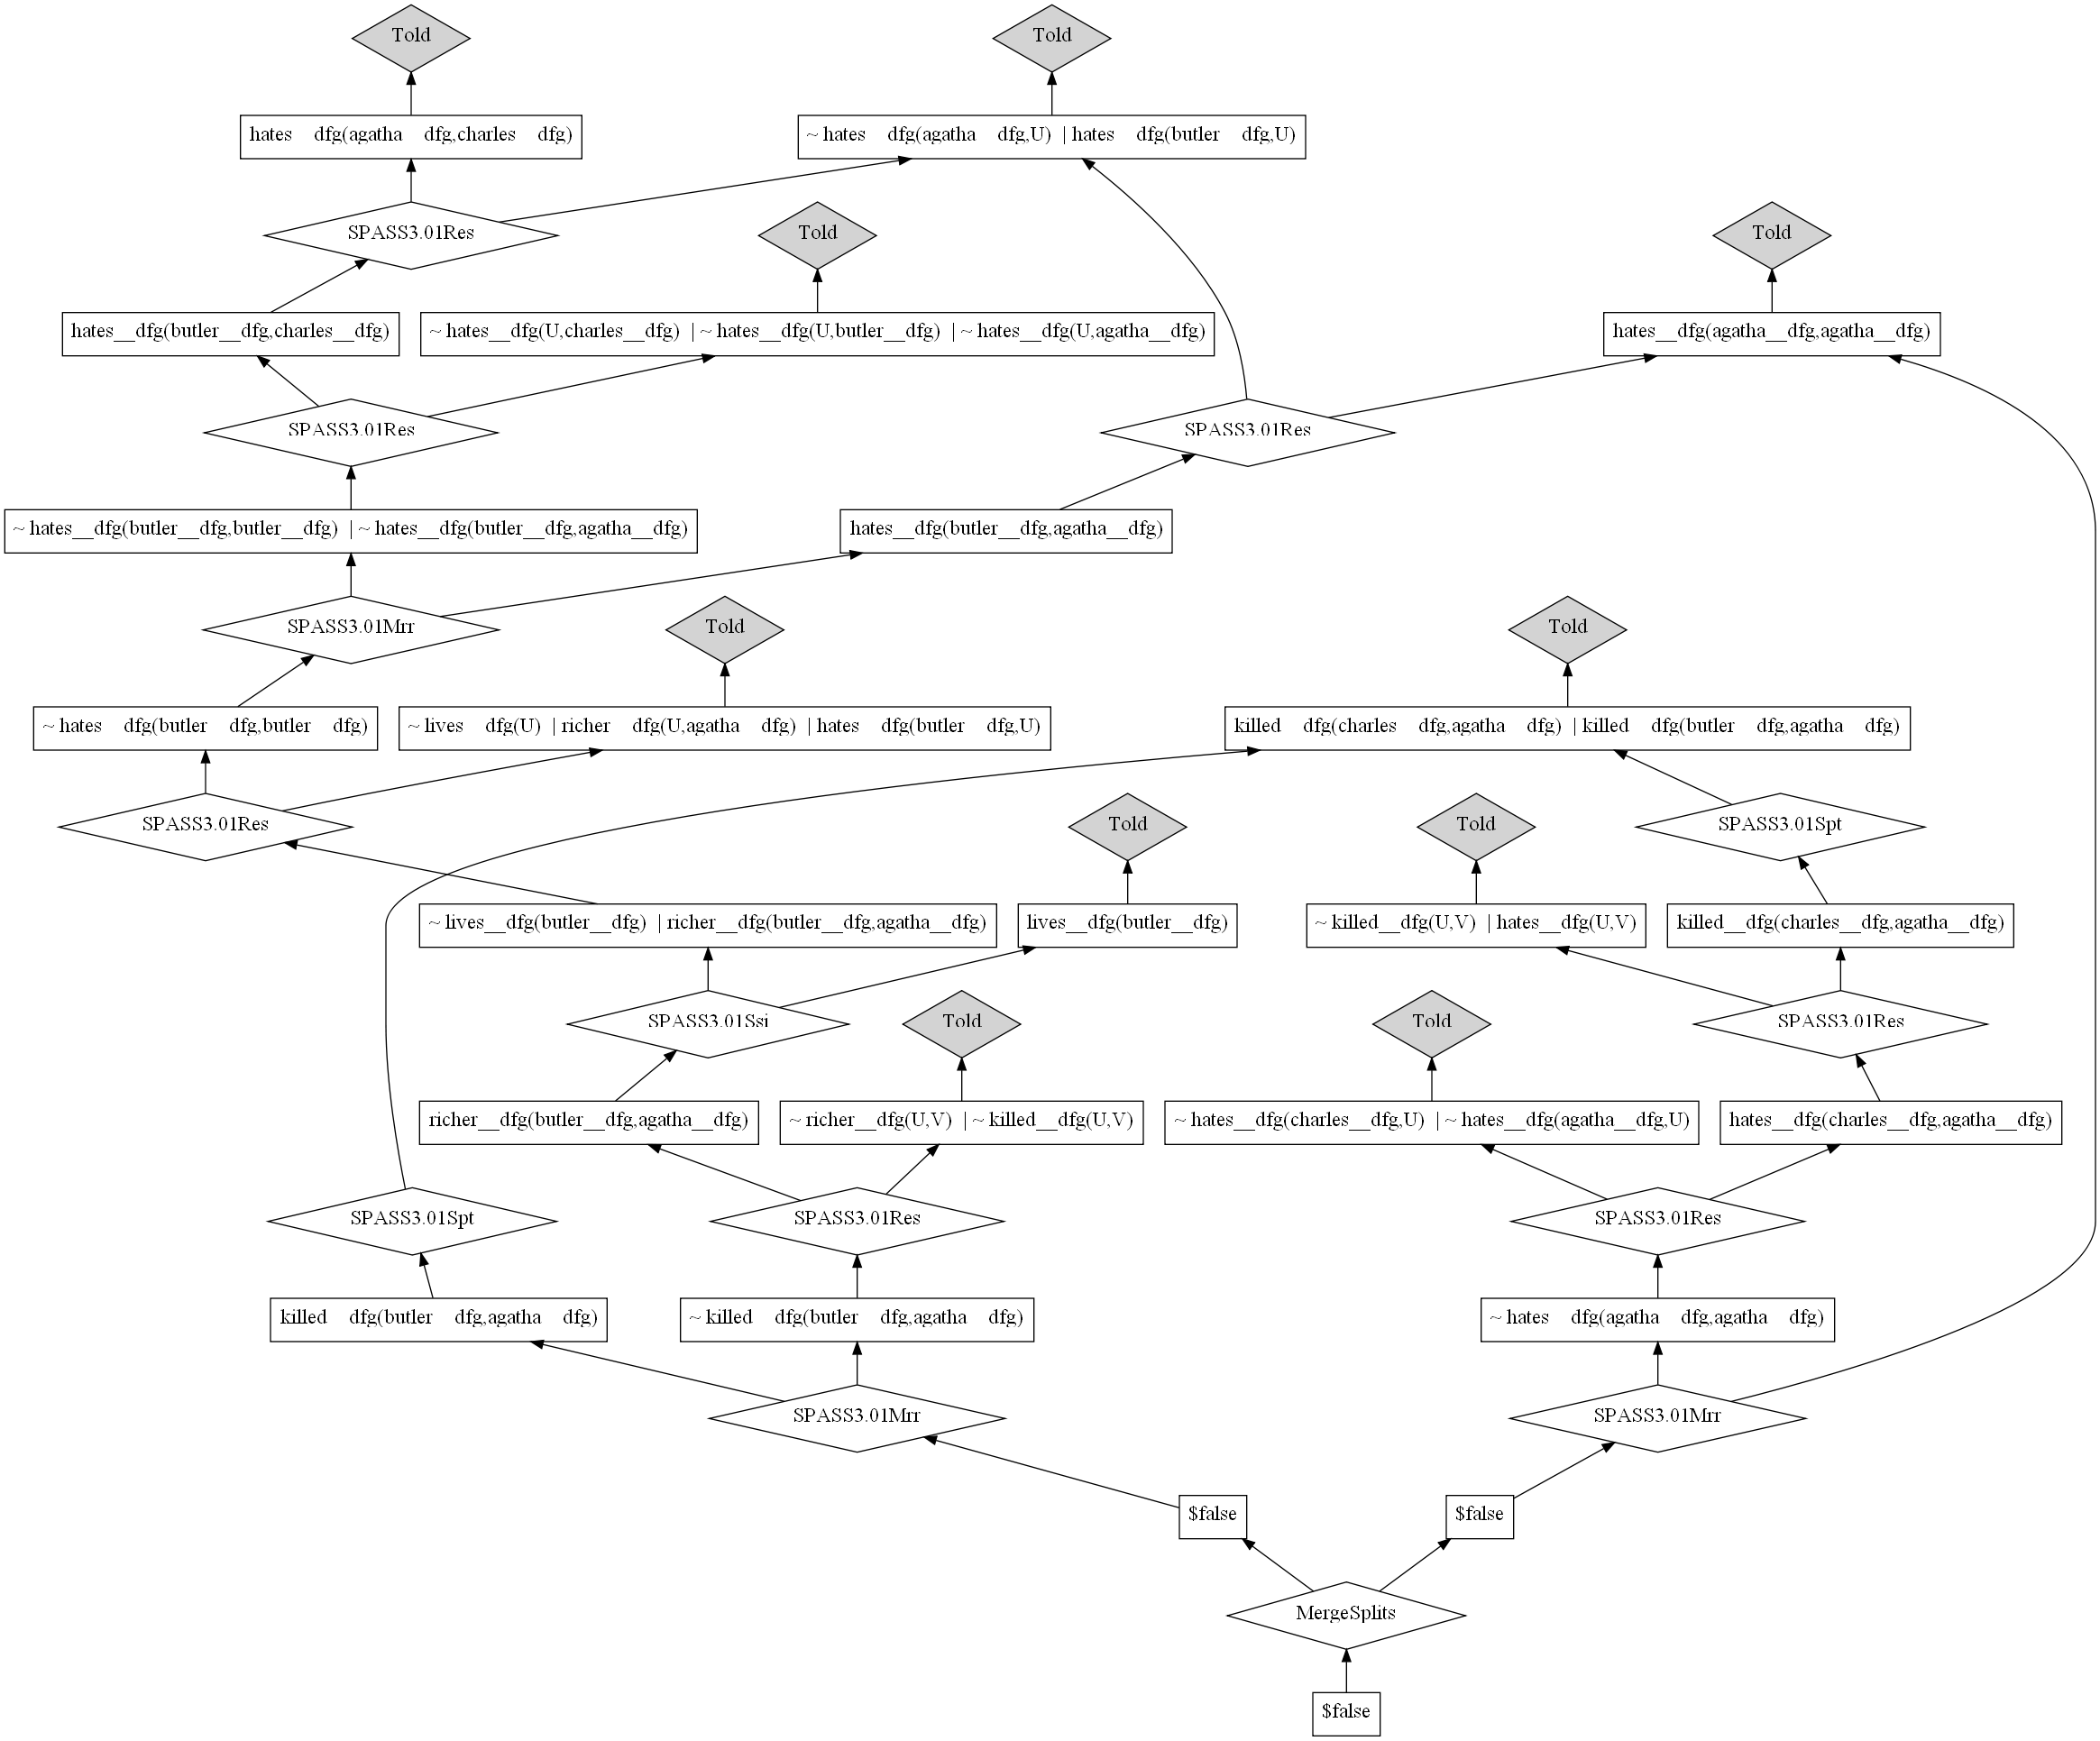 Told
Told
hates dfg(agatha dfg,charles dfg)
~ hates dfg(agatha dfg,U) | hates dfg(butler dfg,U)
SPASS3.01Res
Told
Told
hates__dfg(butler__dfg,charles__dfg)
~ hates__dfg(U,charles__dfg) | ~ hates__dfg(U,butler__dfg) | ~ hates__dfg(U,agatha__dfg)
hates__dfg(agatha__dfg,agatha__dfg)
SPASS3.01Res
SPASS3.01Res
~ hates__dfg(butler__dfg,butler__dfg) | ~ hates__dfg(butler__dfg,agatha__dfg)
hates__dfg(butler__dfg,agatha__dfg)
SPASS3.01Mrr
Told
Told
~ hates dfg(butler dfg,butler dfg)
~ lives dfg(U) | richer dfg(U,agatha dfg) | hates dfg(butler dfg,U)
killed dfg(charles dfg,agatha dfg) | killed dfg(butler dfg,agatha dfg)
SPASS3.01Res
Told
Told
SPASS3.01Spt
~ lives__dfg(butler__dfg) | richer__dfg(butler__dfg,agatha__dfg)
lives__dfg(butler__dfg)
~ killed__dfg(U,V) | hates__dfg(U,V)
killed__dfg(charles__dfg,agatha__dfg)
SPASS3.01Ssi
Told
Told
SPASS3.01Res
richer__dfg(butler__dfg,agatha__dfg)
~ richer__dfg(U,V) | ~ killed__dfg(U,V)
~ hates__dfg(charles__dfg,U) | ~ hates__dfg(agatha__dfg,U)
hates__dfg(charles__dfg,agatha__dfg)
SPASS3.01Spt
SPASS3.01Res
SPASS3.01Res
killed dfg(butler dfg,agatha dfg)
~ killed dfg(butler dfg,agatha dfg)
~ hates dfg(agatha dfg,agatha dfg)
SPASS3.01Mrr
SPASS3.01Mrr
$false
$false
MergeSplits
$false